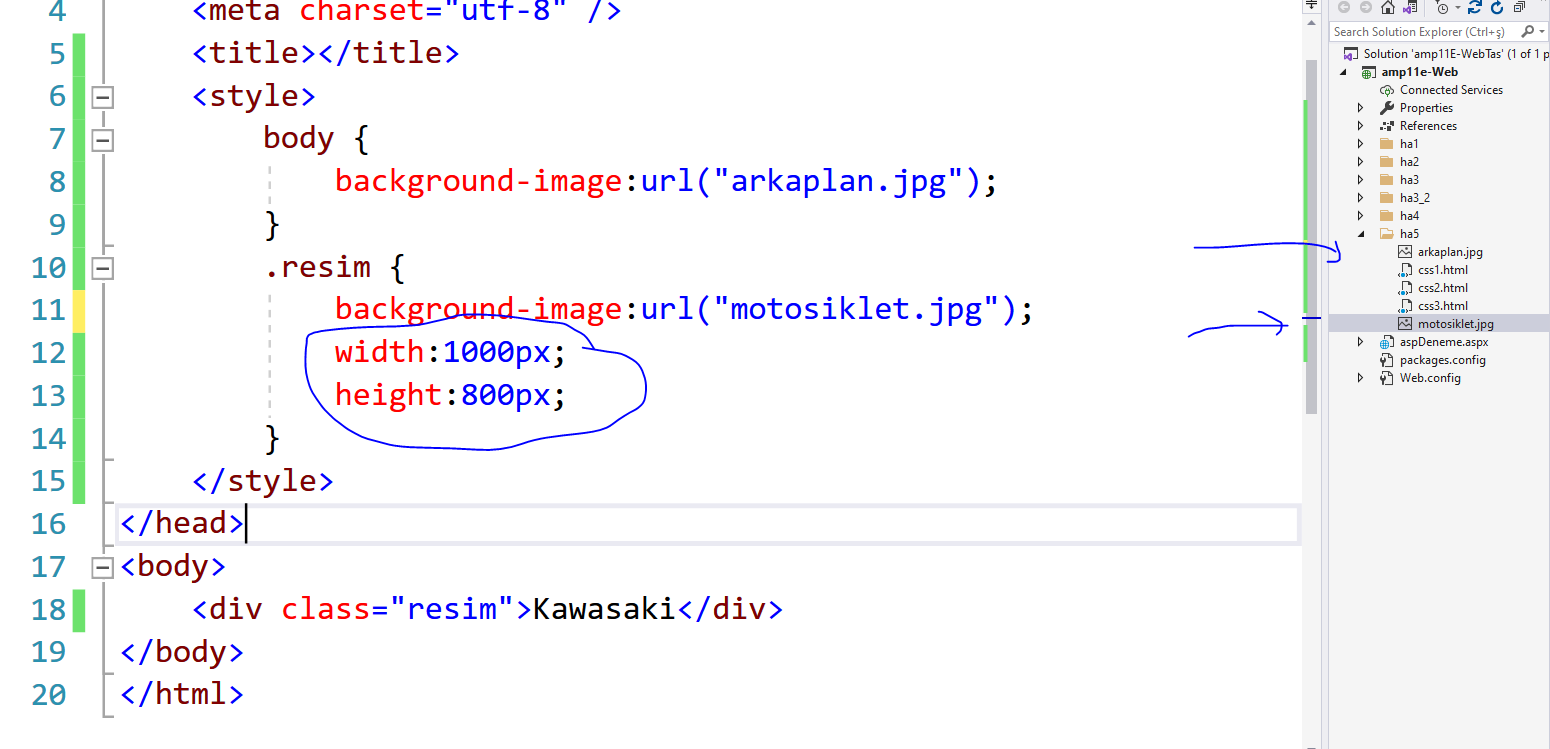 4 <meta charset="utf-8" />
5 <title></title>
6 <style>
7 body {
8 background-image:url("arkaplan.jpg");
9 }
10 .resim {
11 background-image:url("motosiklet.jpg");
12 width:1000px;
13 height:800px;
14 }
15 </style>
16 </head>
17 <body>
18 <div class="resim">Kawasaki</div>
19 </body>
20 </html>
Search Solution Explorer (Ctrl+ş)
Solution 'amp11E-WebTas' (1 of 1 p
amp11e-Web
Connected Services
Properties
References
ha1
ha2
ha3
ha3_2
ha4
ha5
arkaplan.jpg
css1.html
css2.html
css3.html
motosiklet.jpg
aspDeneme.aspx
packages.config
Web.config